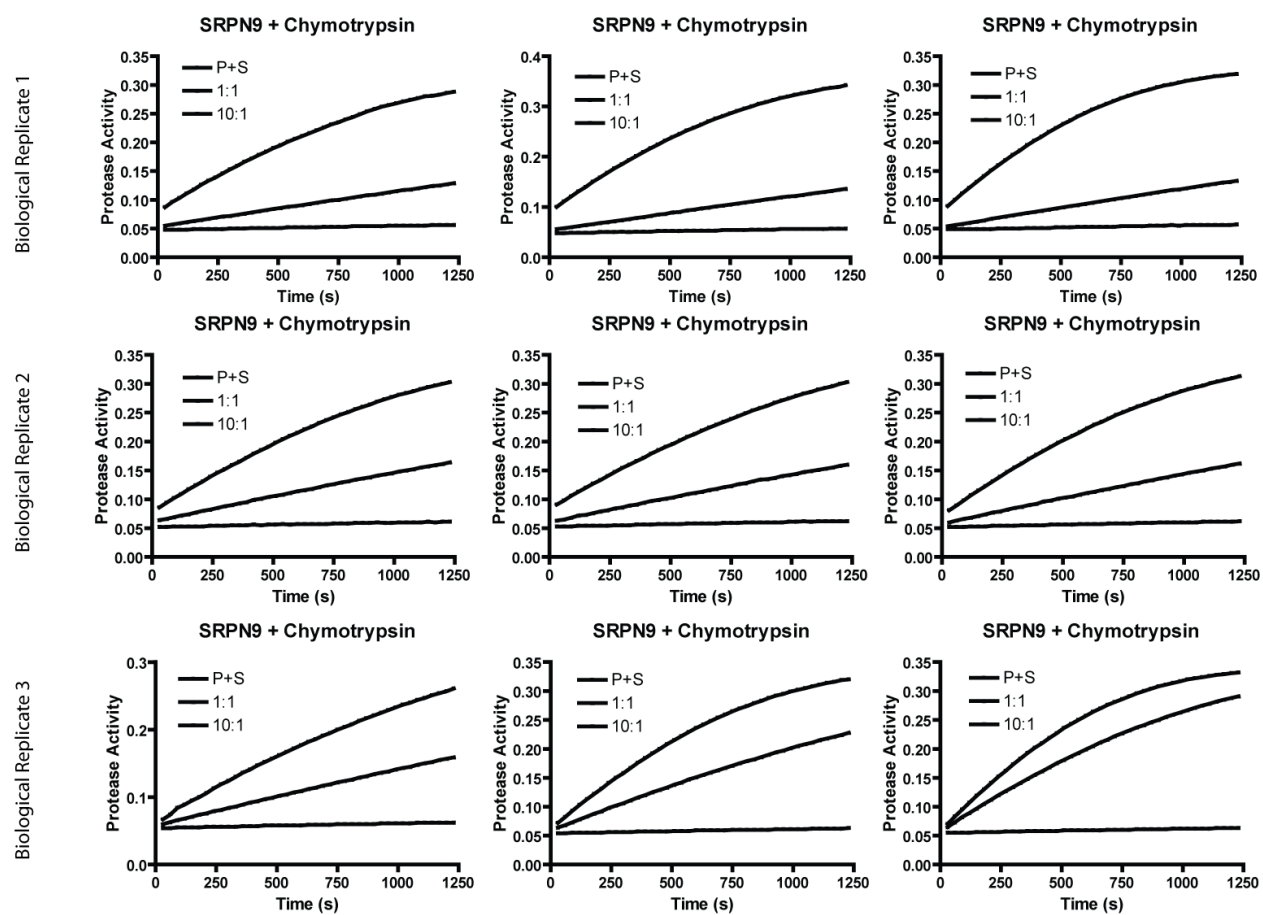 Biological Replicate 1
SRPN9 + Chymotrypsin
Protease Activity
0.35
0.30
0.25
0.20
0.15
0.10
0.05
0.00
P+S
1:1
10:1
0 250 500 750 1000 1250
Time (s)
SRPN9 + Chymotrypsin
Protease Activity
0.4
0.3
0.2
0.1
0.0
P+S
1:1
10:1
0 250 500 750 1000 1250
Time (s)
SRPN9 + Chymotrypsin
Protease Activity
0.35
0.30
0.25
0.20
0.15
0.10
0.05
0.00
P+S
1:1
10:1
0 250 500 750 1000 1250
Time (s)
Biological Replicate 2
SRPN9 + Chymotrypsin
Protease Activity
0.35
0.30
0.25
0.20
0.15
0.10
0.05
0.00
P+S
1:1
10:1
0 250 500 750 1000 1250
Time (s)
SRPN9 + Chymotrypsin
Protease Activity
0.35
0.30
0.25
0.20
0.15
0.10
0.05
0.00
P+S
1:1
10:1
0 250 500 750 1000 1250
Time (s)
SRPN9 + Chymotrypsin
Protease Activity
0.35
0.30
0.25
0.20
0.15
0.10
0.05
0.00
P+S
1:1
10:1
0 250 500 750 1000 1250
Time (s)
Biological Replicate 3
SRPN9 + Chymotrypsin
Protease Activity
0.3
0.2
0.1
0.0
P+S
1:1
10:1
0 250 500 750 1000 1250
Time (s)
SRPN9 + Chymotrypsin
Protease Activity
0.35
0.30
0.25
0.20
0.15
0.10
0.05
0.00
P+S
1:1
10:1
0 250 500 750 1000 1250
Time (s)
SRPN9 + Chymotrypsin
Protease Activity
0.35
0.30
0.25
0.20
0.15
0.10
0.05
0.00
P+S
1:1
10:1
0 250 500 750 1000 1250
Time (s)